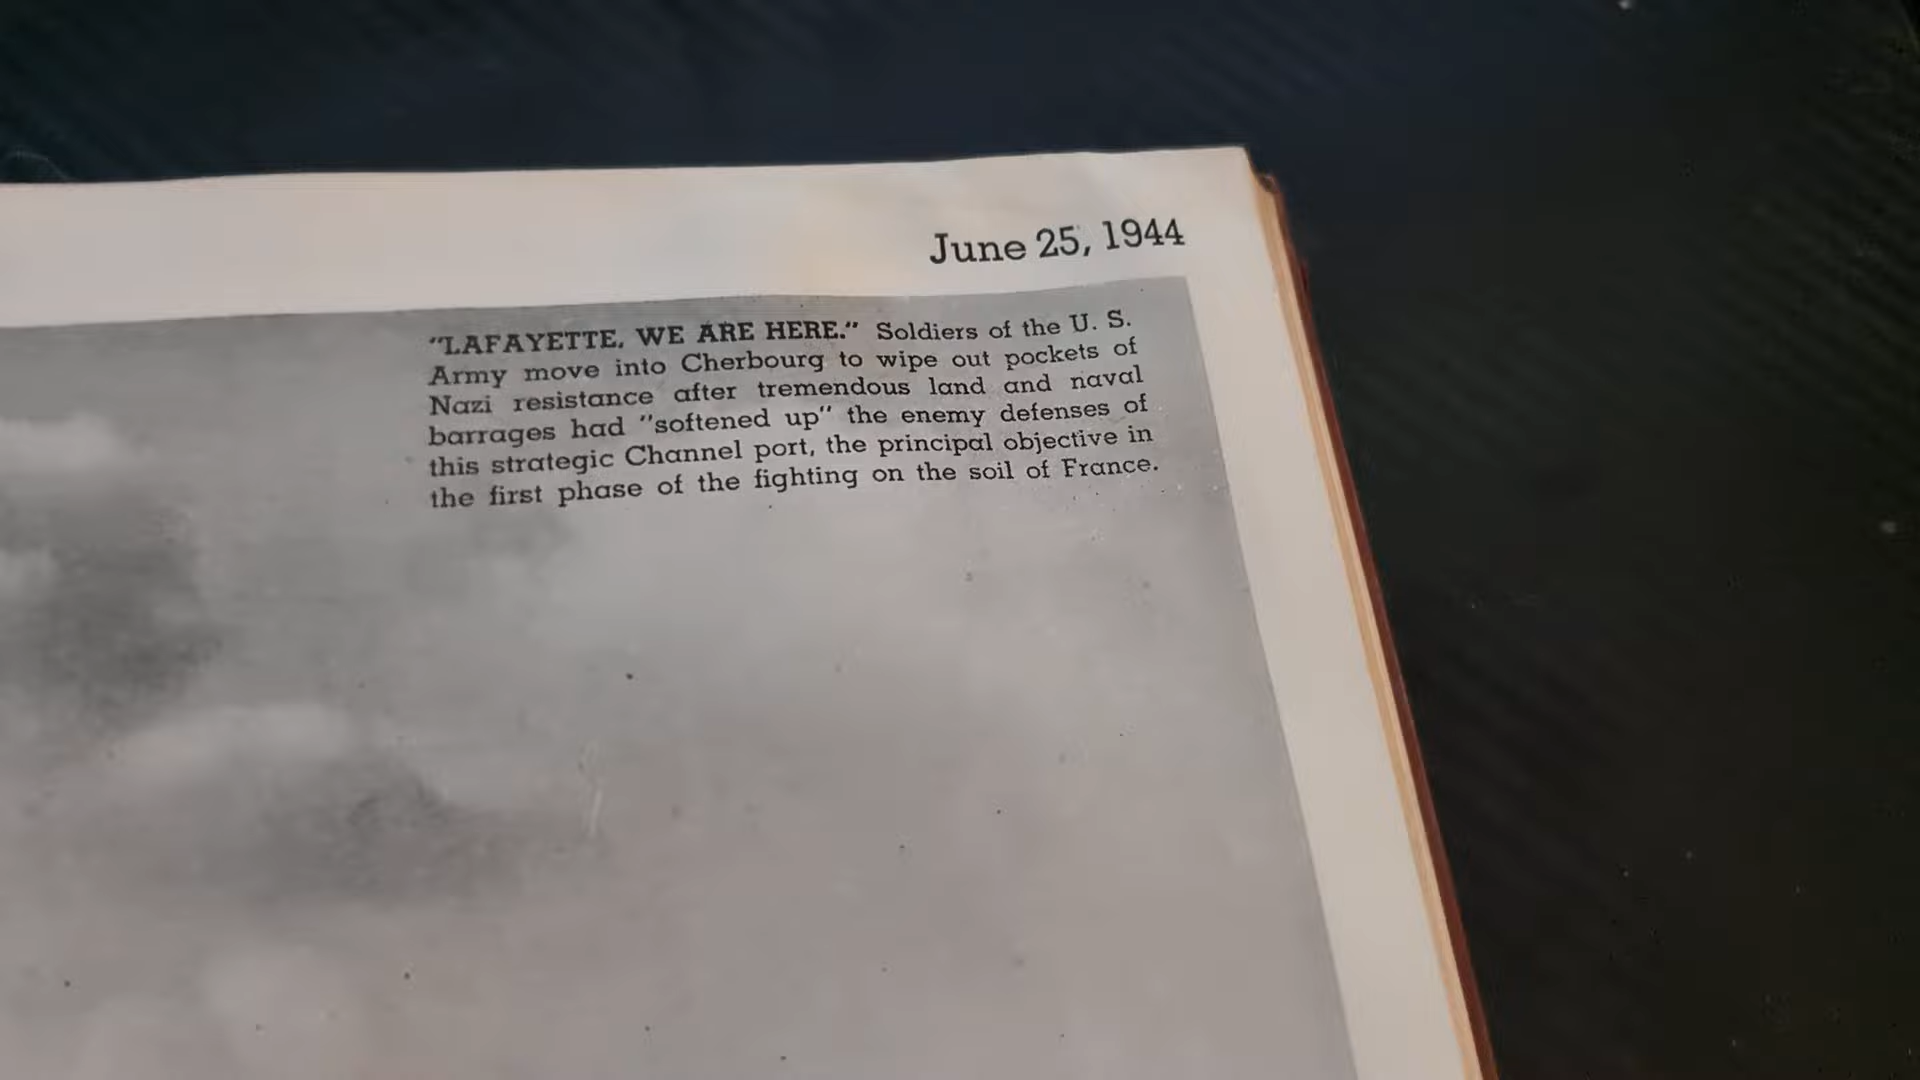 June 25, 1944
"LAFAYETTE, WE ARE HERE." Soldiers of the U. S.
Army move into Cherbourg to wipe out pockets of
Nazi resistance after tremendous land and naval
barrages had "softened up" the enemy defenses of
this strategic Channel port, the principal objective in
the first phase of the fighting on the soil of France.